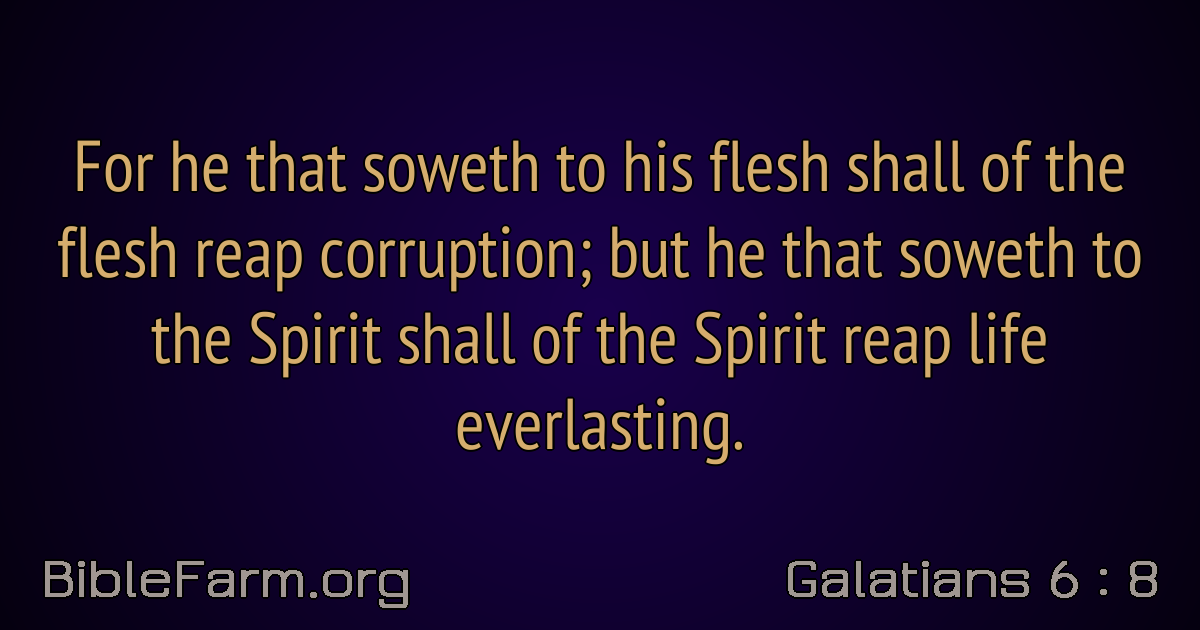 For he that soweth to his flesh shall of the
flesh reap corruption; but he that soweth to
the Spirit shall of the Spirit reap life
everlasting.
BibleFarm.org
Galatians 6 : 8